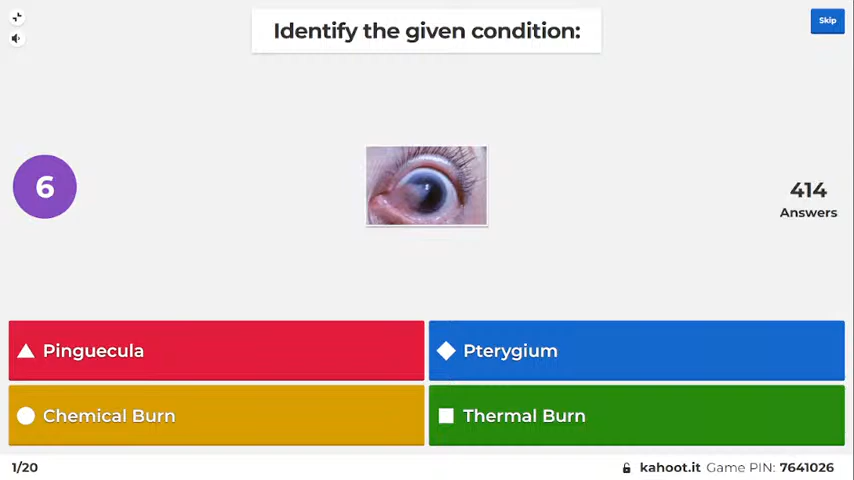 Identify the given condition:
Skip
6
414
Answers
Pinguecula
Pterygium
Chemical Burn
Thermal Burn
1/20
kahoot.it Game PIN: 7641026